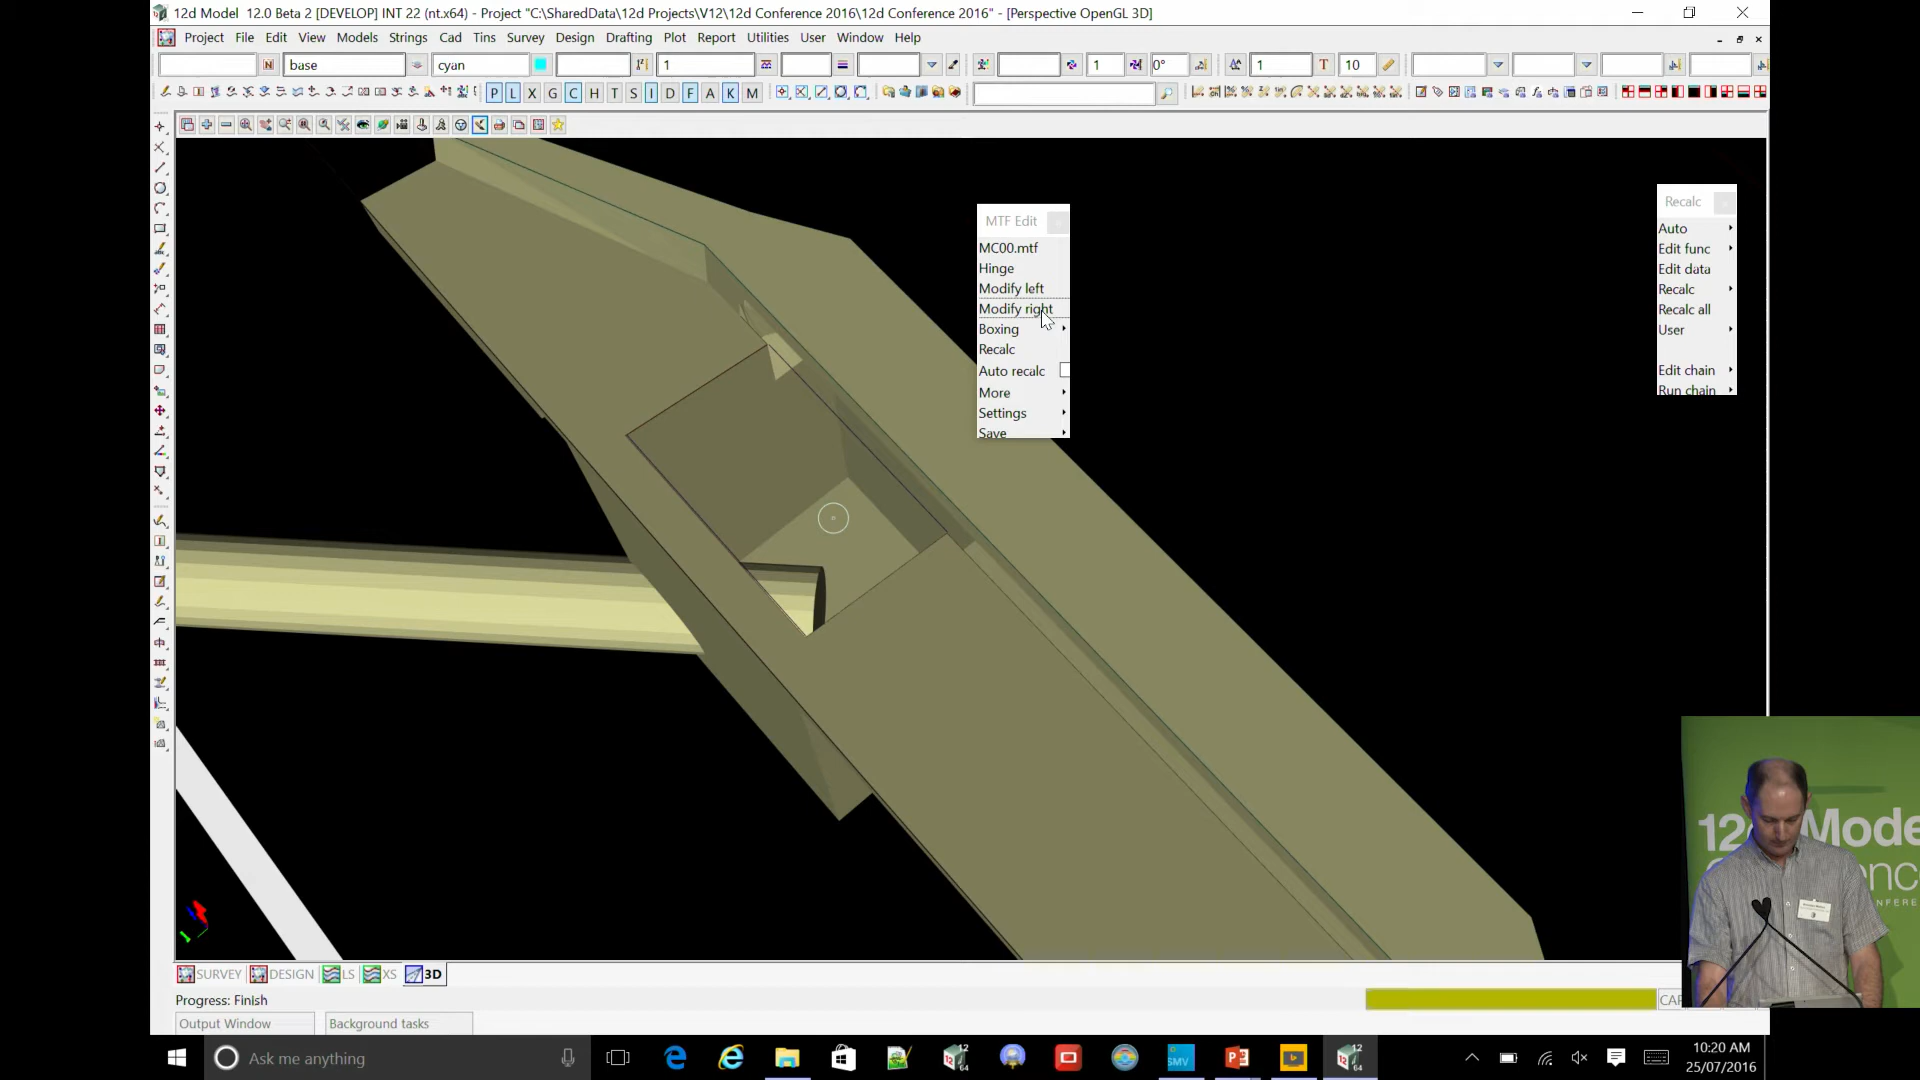 12d Model 12.0 Beta 2 [DEVELOP] INT 22 (nt.x64) - Project "C:\SharedData\12d Projects\V12\12d Conference 2016\12d Conference 2016" - [Perspective OpenGL 3D]
Project File Edit View Models Strings Cad Tins Survey Design Drafting Plot Report Utilities User Window Help
base cyan 1 1 0° 1 T 10
P L X G C H T S I D F A K M
MTF Edit
MC00.mtf
Hinge
Modify left
Modify right
Boxing
Recalc
Auto recalc
More
Settings
Save
Recalc
Auto
Edit func
Edit data
Recalc
Recalc all
User
Edit chain
Run chain
SURVEY DESIGN LS XS 3D
Progress: Finish
CAP
Output Window Background tasks
Ask me anything
10:20 AM
25/07/2016